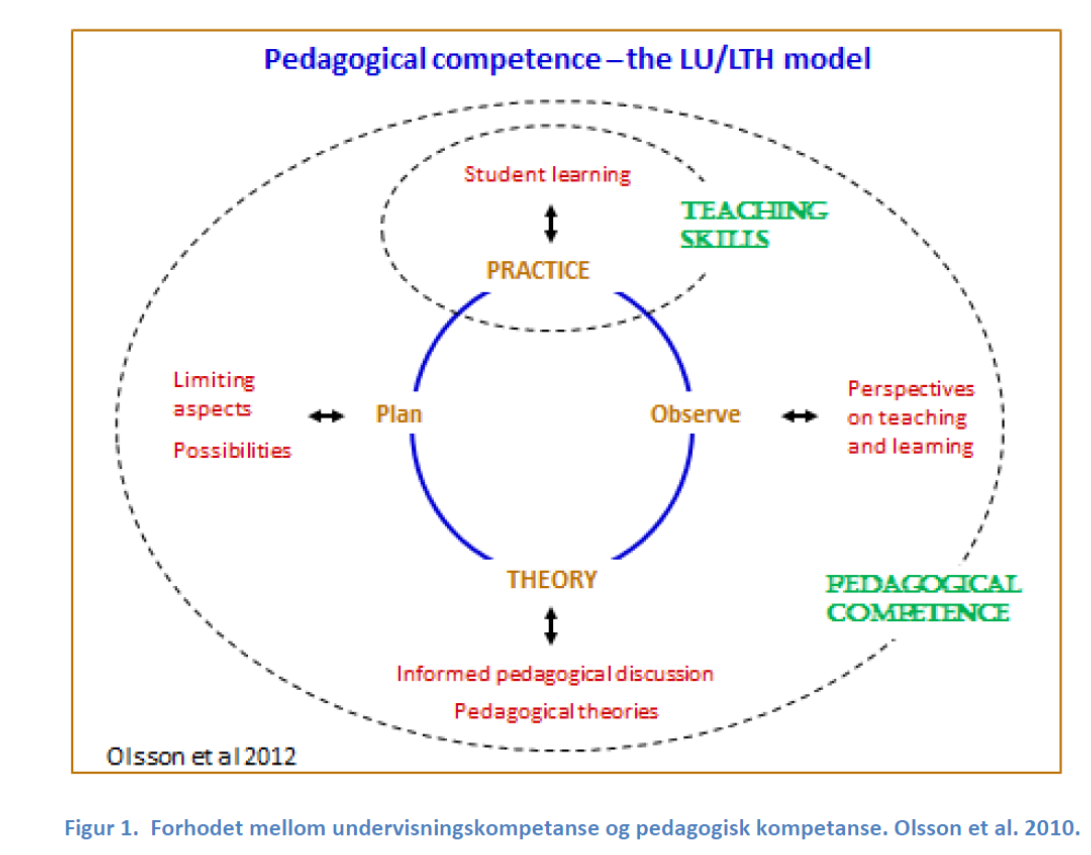 Pedagogical competence – the LU/LTH model
Student learning
TEACHING
SKILLS
PRACTICE
Limiting
aspects
Possibilities
Plan
Observe
Perspectives
on teaching
and learning
THEORY
PEDAGOGICAL
COMPETENCE
Informed pedagogical discussion
Pedagogical theories
Olsson et al 2012
Figur 1. Forhodet mellom undervisningskompetanse og pedagogisk kompetanse. Olsson et al. 2010.